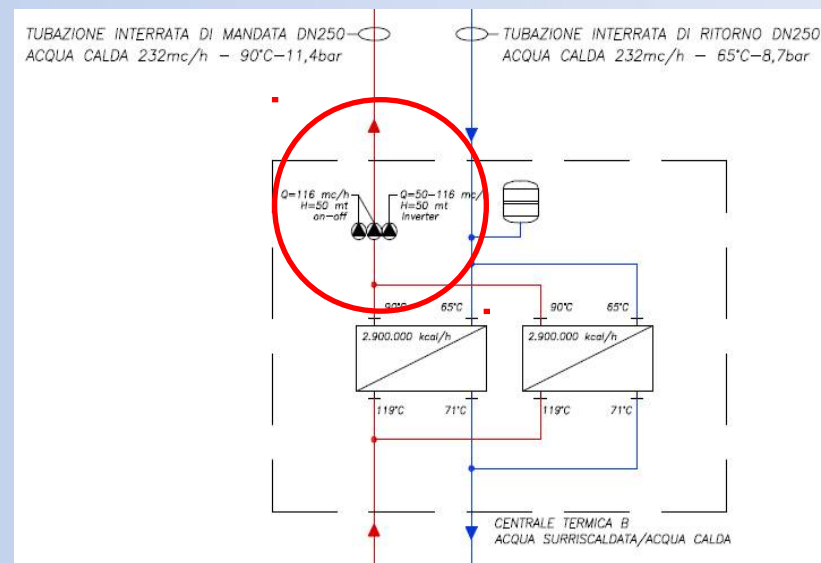 TUBAZIONE INTERRATA DI MANDATA DN250
ACQUA CALDA 232mc/h - 90°C-11,4bar
TUBAZIONE INTERRATA DI RITORNO DN250
ACQUA CALDA 232mc/h - 65°C-8,7bar
Q=116 mc/h
H=50 mt
on-off
Q=50-116 mc/
H=50 mt
Inverter
90°C
65°C
90°C
65°C
2.900.000 kcal/h
2.900.000 kcal/h
119°C
71°C
119°C
71°C
CENTRALE TERMICA B
ACQUA SURRISCALDATA/ACQUA CALDA